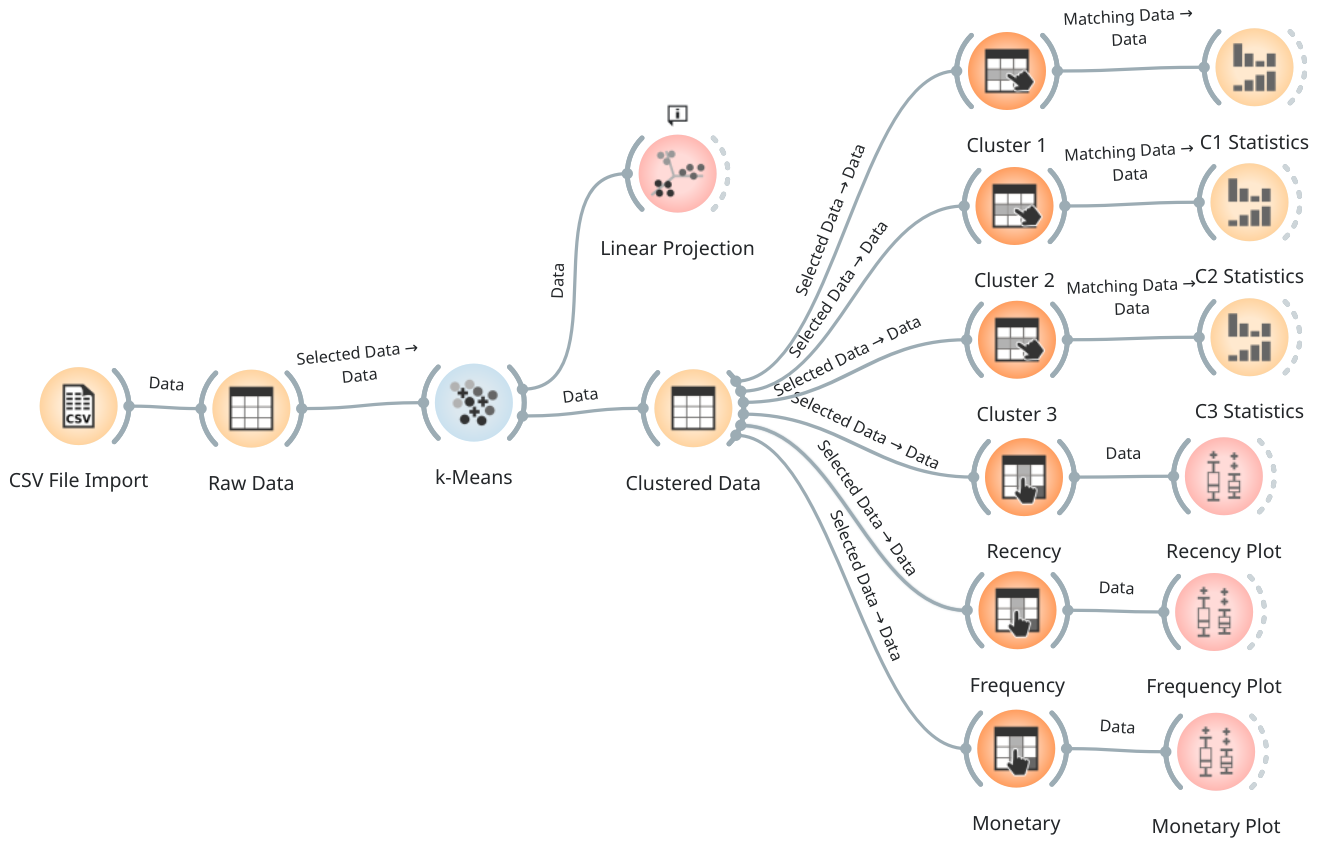 Matching Data →
Data
Cluster 1
C1 Statistics
Matching Data →
Data
Cluster 2
C2 Statistics
Matching Data →
Data
Cluster 3
C3 Statistics
Linear Projection
Data
Selected Data → Data
Selected Data → Data
Selected Data → Data
Selected Data → Data
Selected Data → Data
Selected Data → Data
CSV
CSV File Import
Data
Raw Data
Selected Data →
Data
k-Means
Data
Clustered Data
Data
Recency
Recency Plot
Data
Frequency
Frequency Plot
Data
Monetary
Monetary Plot